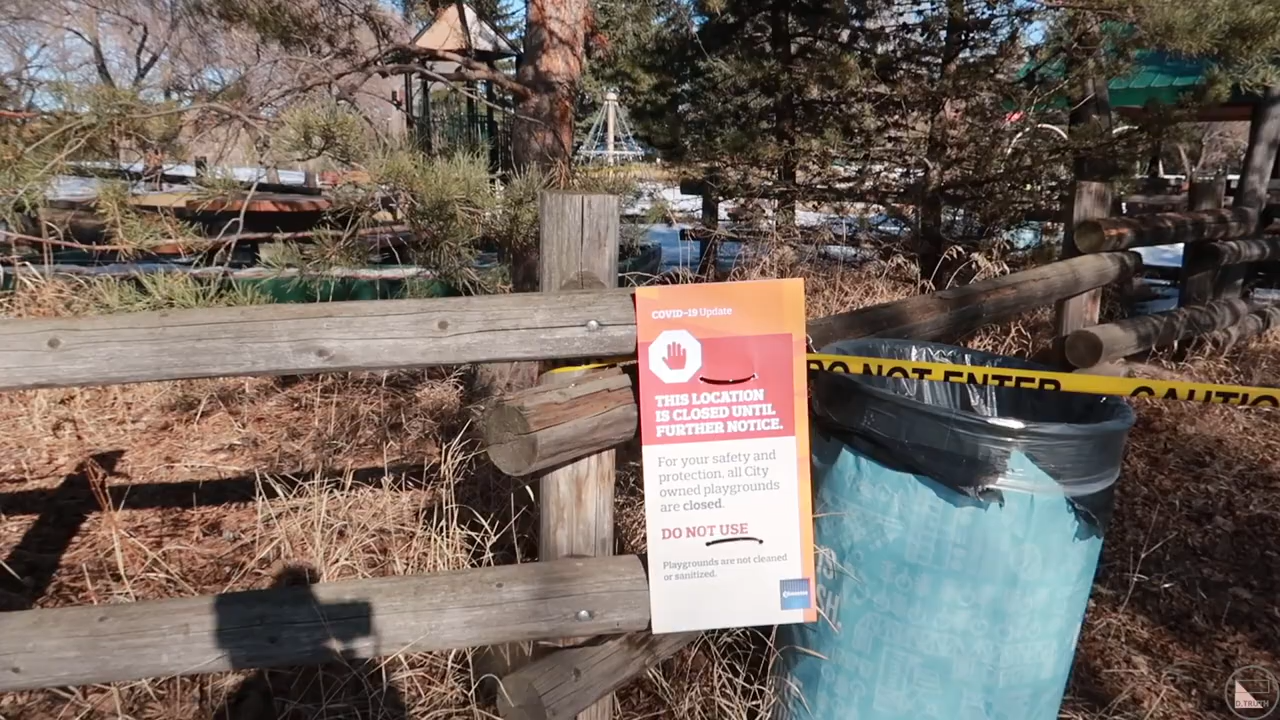 COVID-19 Update
THIS LOCATION
IS CLOSED UNTIL
FURTHER NOTICE.
For your safety and
protection, all City
owned playgrounds
are closed.
DO NOT USE
Playgrounds are not cleaned
or sanitized.
DO NOT ENTER
CAUTIO
D.TRUTH